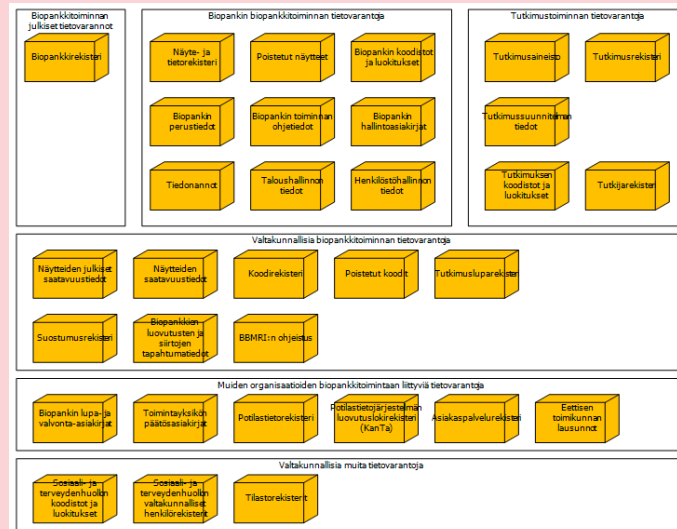 Biopankkitoiminnan
julkiset tietovarannot
Biopankkirekisteri
Biopankin biopankkitoiminnan tietovarantoja
Näyte- ja
tietorekisteri
Poistetut näytteet
Biopankin koodistot
ja luokitukset
Biopankin
perustiedot
Biopankin toiminnan
ohjetiedot
Biopankin
hallintoasiakirjat
Tiedonannot
Taloushallinnon
tiedot
Henkilöstöhallinnon
tiedot
Tutkimustoiminnan tietovarantoja
Tutkimusaineisto
Tutkimusrekisteri
Tutkimussuunnitelman
tiedot
Tutkimuksen
koodistot ja
luokitukset
Tutkijarekisteri
Valtakunnallisia biopankkitoiminnan tietovarantoja
Näytteiden julkiset
saatavuustiedot
Näytteiden
saatavuustiedot
Koodirekisteri
Poistetut koodit
Tutkimusluparekisteri
Suostumusrekisteri
Biopankkien
luovutusten ja
siirtojen
tapahtumatiedot
BBMRI:n ohjeistus
Muiden organisaatioiden biopankkitoimintaan liittyviä tietovarantoja
Biopankin lupa- ja
valvonta-asiakirjat
Toimintayksikön
päätösasiakirjat
Potilastietorekisteri
Potilastietojärjestelmän
luovutuslokirekisteri
(KanTa)
Asiakaspalvelurekisteri
Eettisen
toimikunnan
lausunnot
Valtakunnallisia muita tietovarantoja
Sosiaali- ja
terveydenhuollon
koodistot ja
luokitukset
Sosiaali- ja
terveydenhuollon
valtakunnalliset
henkilörekisterit
Tilastorekisterit